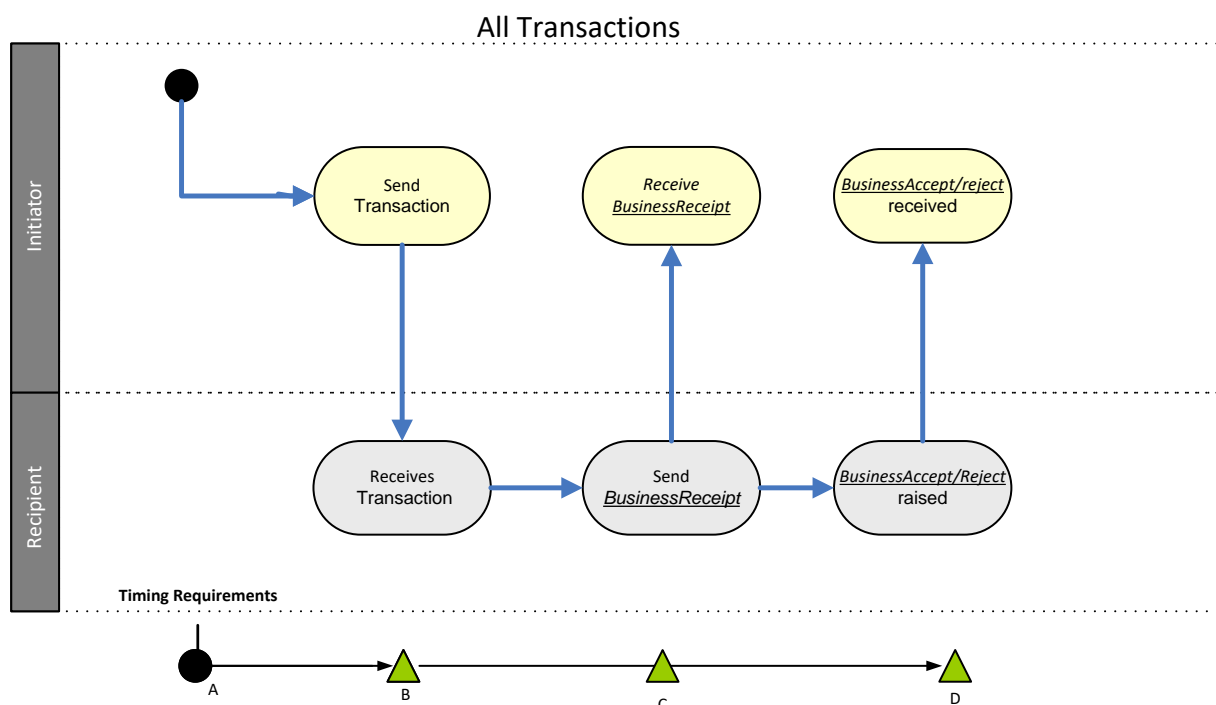 All Transactions
Initiator
Send
Transaction
Receive
BusinessReceipt
BusinessAccept/reject
received
Recipient
Receives
Transaction
Send
BusinessReceipt
BusinessAccept/Reject
raised
Timing Requirements
A
B
C
D